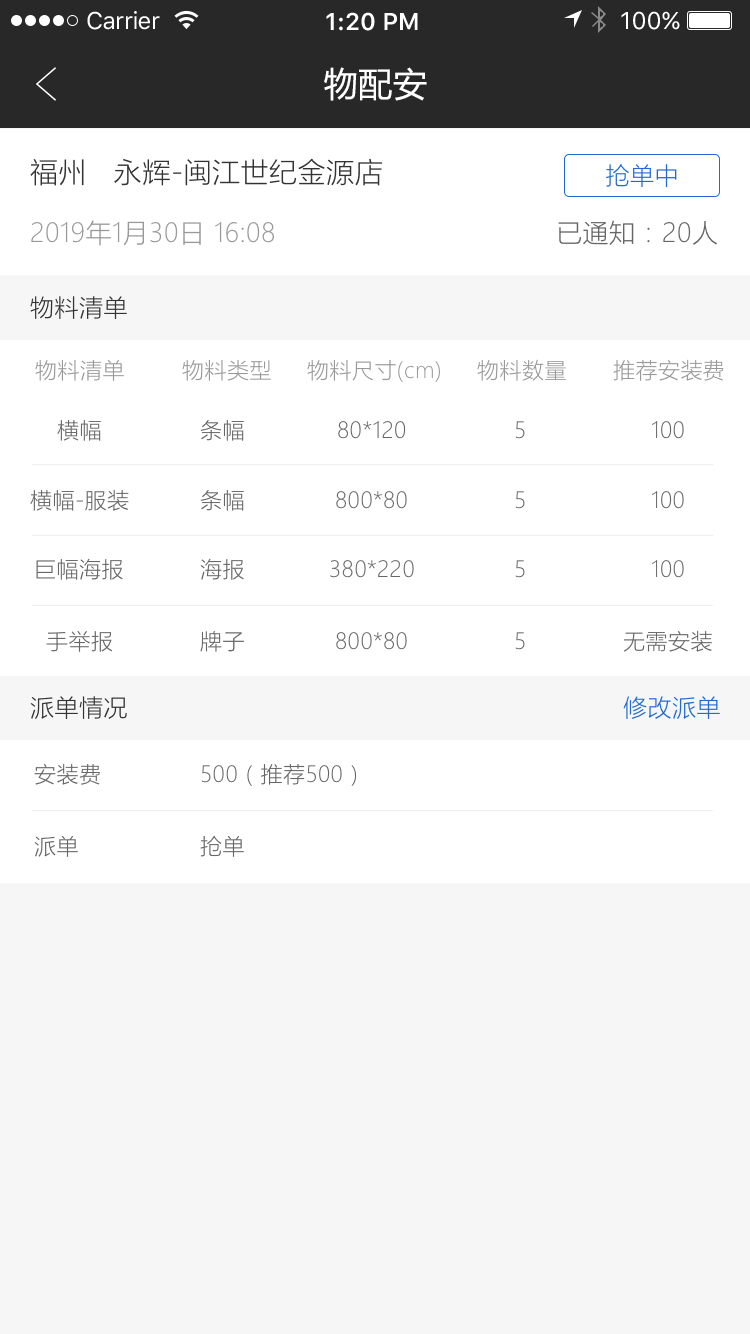 Carrier 1:20 PM 100%
物配安
福州 永辉-闽江世纪金源店 抢单中
2019年1月30日 16:08 已通知：20人
物料清单
物料清单 物料类型 物料尺寸(cm) 物料数量 推荐安装费
横幅 条幅 80*120 5 100
横幅-服装 条幅 800*80 5 100
巨幅海报 海报 380*220 5 100
手举报 牌子 800*80 5 无需安装
派单情况 修改派单
安装费 500（推荐500）
派单 抢单